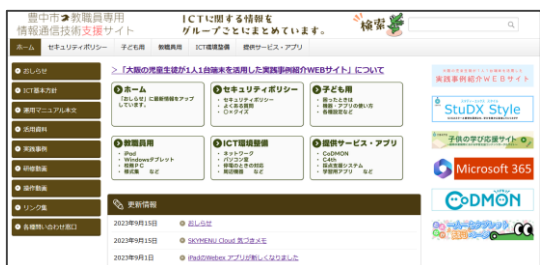 豊中市 教職員専用
情報通信技術支援サイト
ICTに関する情報を
グループごとにまとめています。
検索
ホーム
セキュリティポリシー
子ども用
教職員用
ICT環境整備
提供サービス・アプリ
おしらせ
ICT基本方針
運用マニュアル本文
活用資料
実践事例
研修動画
操作動画
リンク集
各種問い合わせ窓口
＞「大阪の児童生徒が1人1台端末を活用した実践事例紹介WEBサイト」について
ホーム
「おしらせ」に最新情報をアップしています。
セキュリティポリシー
・セキュリティポリシー
・よくある質問
・○×クイズ
子ども用
・困ったときは
・機能・アプリの使い方
・各種設定など
教職員用
・iPad
・Windowsタブレット
・校務PC
・様式集 など
ICT環境整備
・ネットワーク
・パソコン室
・停電のときの対応
・周辺機器 など
提供サービス・アプリ
・CoDMON
・C4th
・採点支援システム
・学習用アプリ など
更新情報
2023年9月15日 おしらせ
2023年9月15日 SKYMENU Cloud 気づきメモ
2023年9月1日 iPadのWebex アプリが新しくなりました
実践事例紹介WEBサイト
StuDX Style
子供の学び応援サイト
Microsoft 365
CoDMON